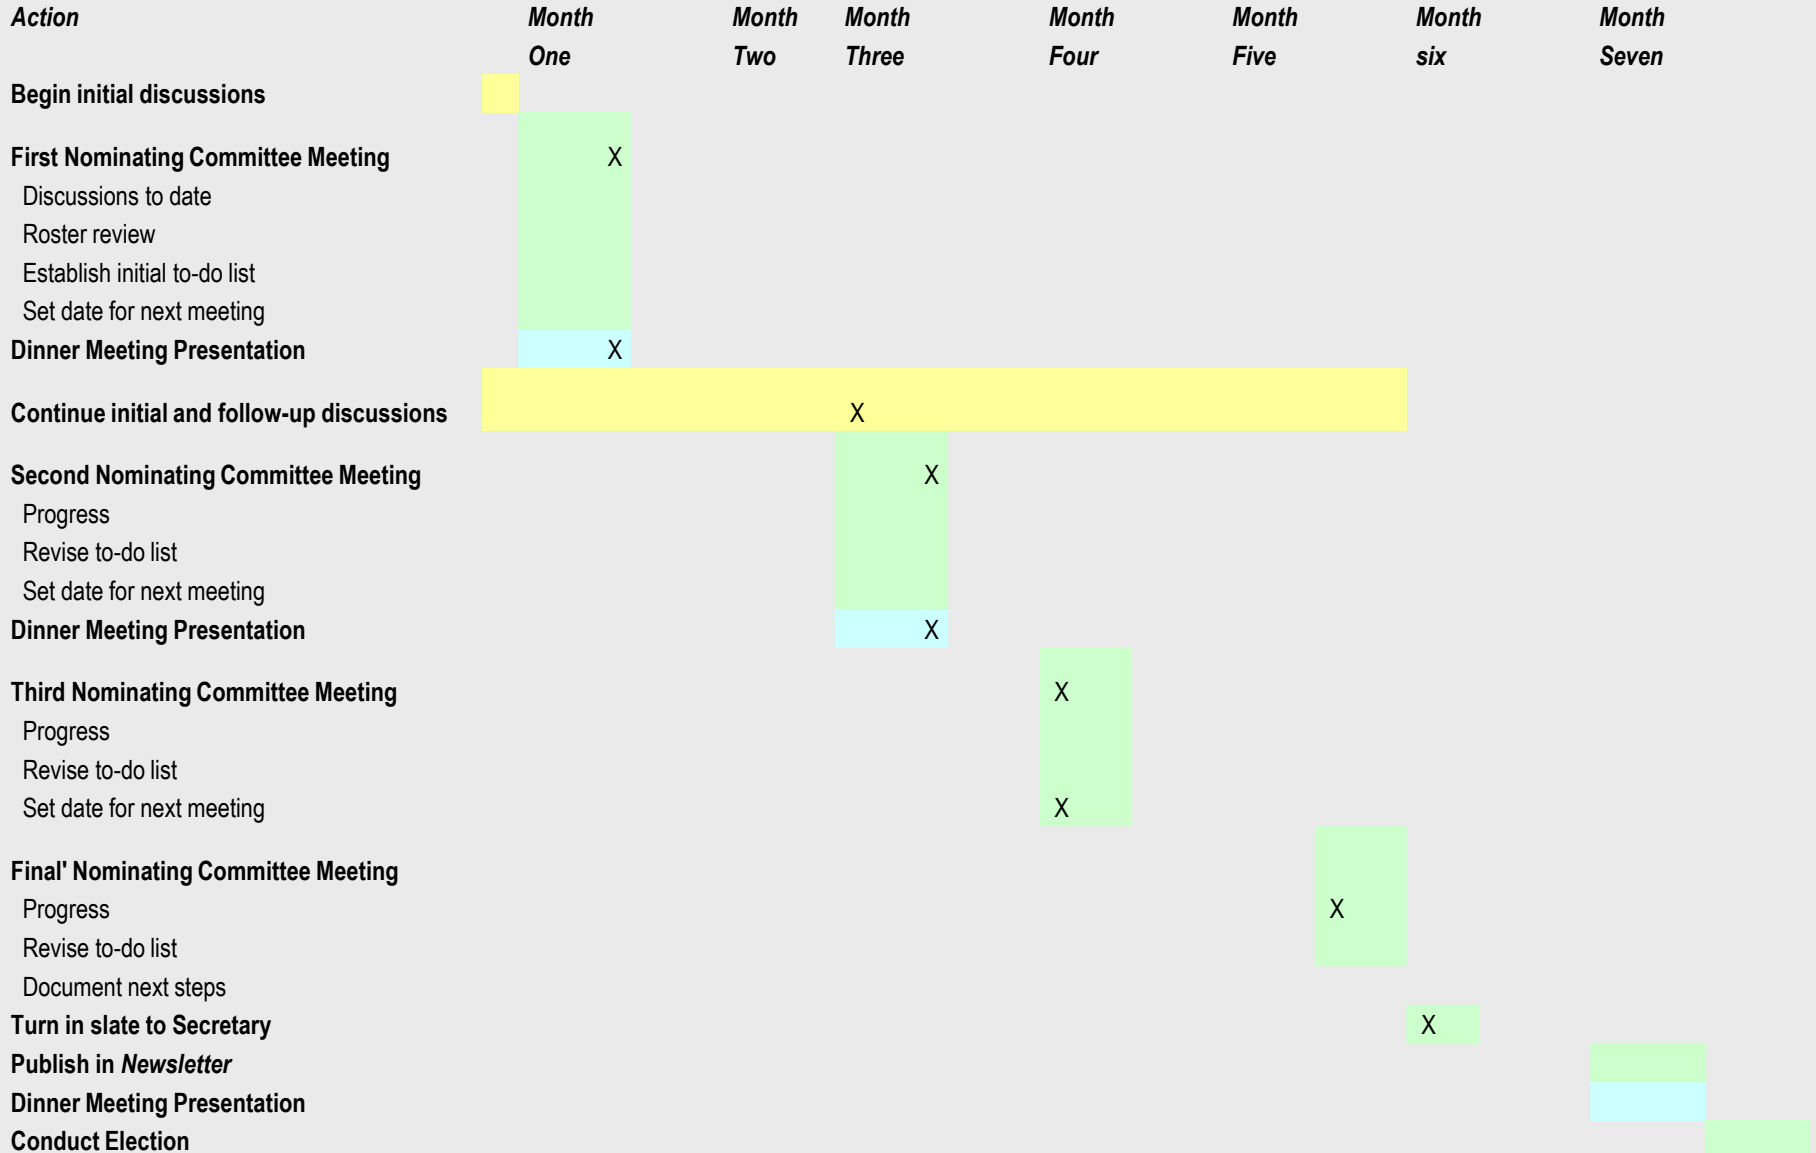 Action Month Month Month Month Month Month Month
One Two Three Four Five six Seven
Begin initial discussions
First Nominating Committee Meeting X
Discussions to date
Roster review
Establish initial to-do list
Set date for next meeting
Dinner Meeting Presentation X
Continue initial and follow-up discussions X
Second Nominating Committee Meeting X
Progress
Revise to-do list
Set date for next meeting
Dinner Meeting Presentation X
Third Nominating Committee Meeting X
Progress
Revise to-do list
Set date for next meeting X
Final' Nominating Committee Meeting
Progress X
Revise to-do list
Document next steps
Turn in slate to Secretary X
Publish in Newsletter
Dinner Meeting Presentation
Conduct Election